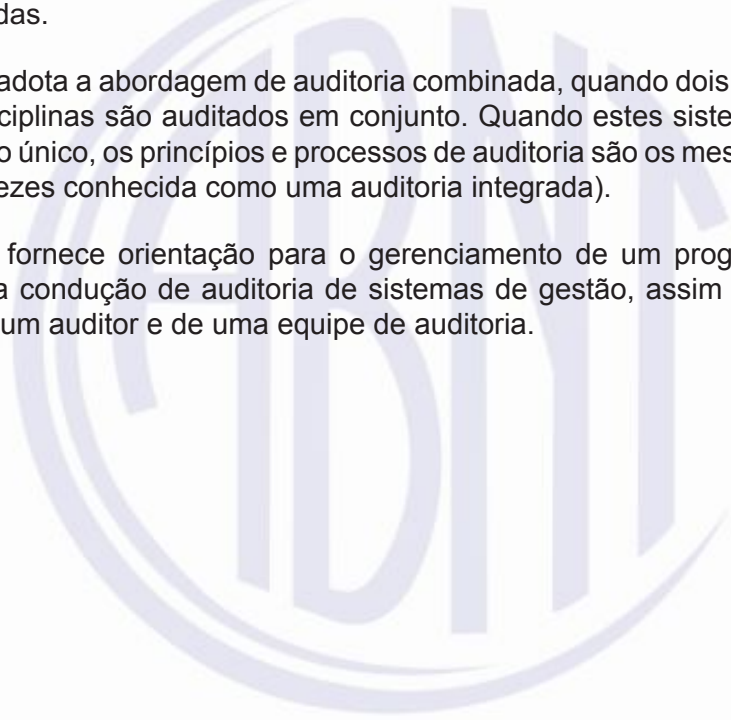 das.
adota a abordagem de auditoria combinada, quando dois
ciplinas são auditados em conjunto. Quando estes siste
o único, os princípios e processos de auditoria são os mes
ezes conhecida como uma auditoria integrada).
fornece orientação para o gerenciamento de um prog
a condução de auditoria de sistemas de gestão, assim
um auditor e de uma equipe de auditoria.
ABNT